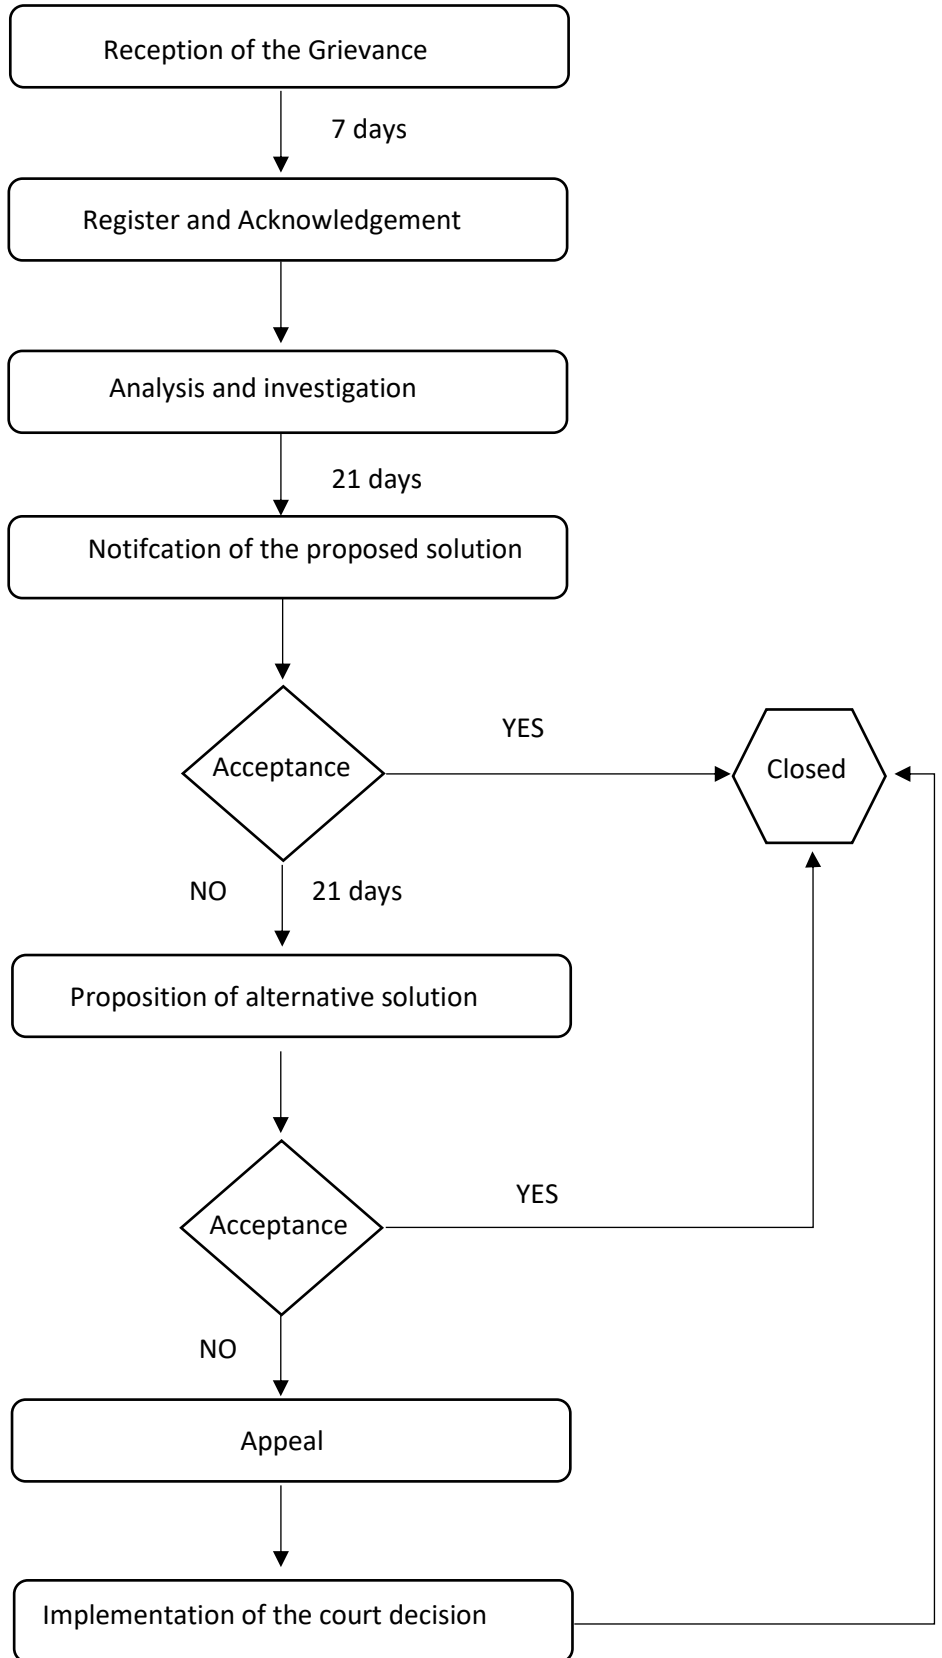 Reception of the Grievance
7 days
Register and Acknowledgement
Analysis and investigation
21 days
Notifcation of the proposed solution
YES
Acceptance
Closed
NO
21 days
Proposition of alternative solution
YES
Acceptance
NO
Appeal
Implementation of the court decision